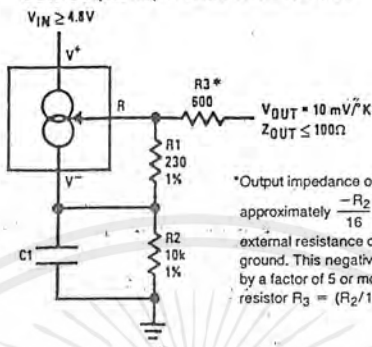 VIN ≥ 4.8V
V+
R
R3*
600
VOUT = 10 mV/°K
ZOUT ≤ 100Ω
R1
230
1%
V−
C1
R2
10k
1%
*Output impedance o
approximately −R2
16
external resistance
ground. This negativ
by a factor of 5 or mo
resistor R3 = (R2/1